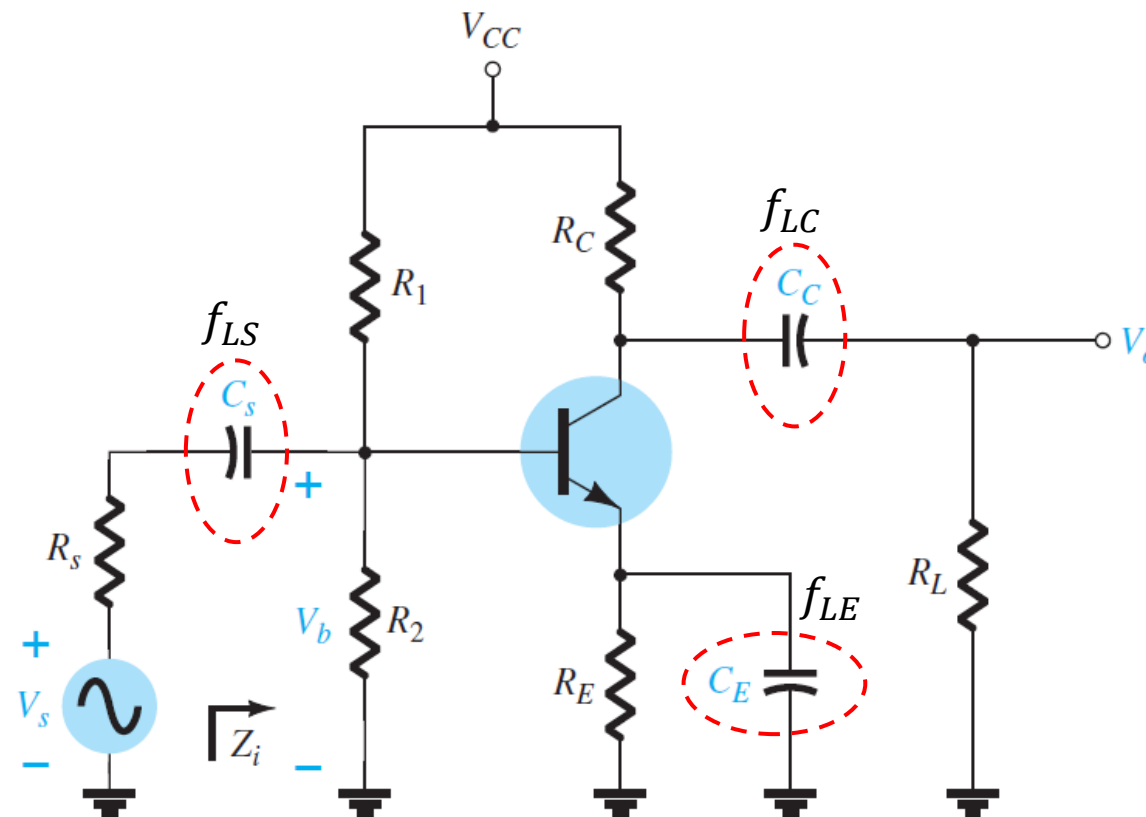 V_CC
R_C
f_LC
C_C
R_1
f_LS
C_s
+
R_s
V_b
R_2
R_L
f_LE
+
V_s
−
Z_i
−
R_E
C_E